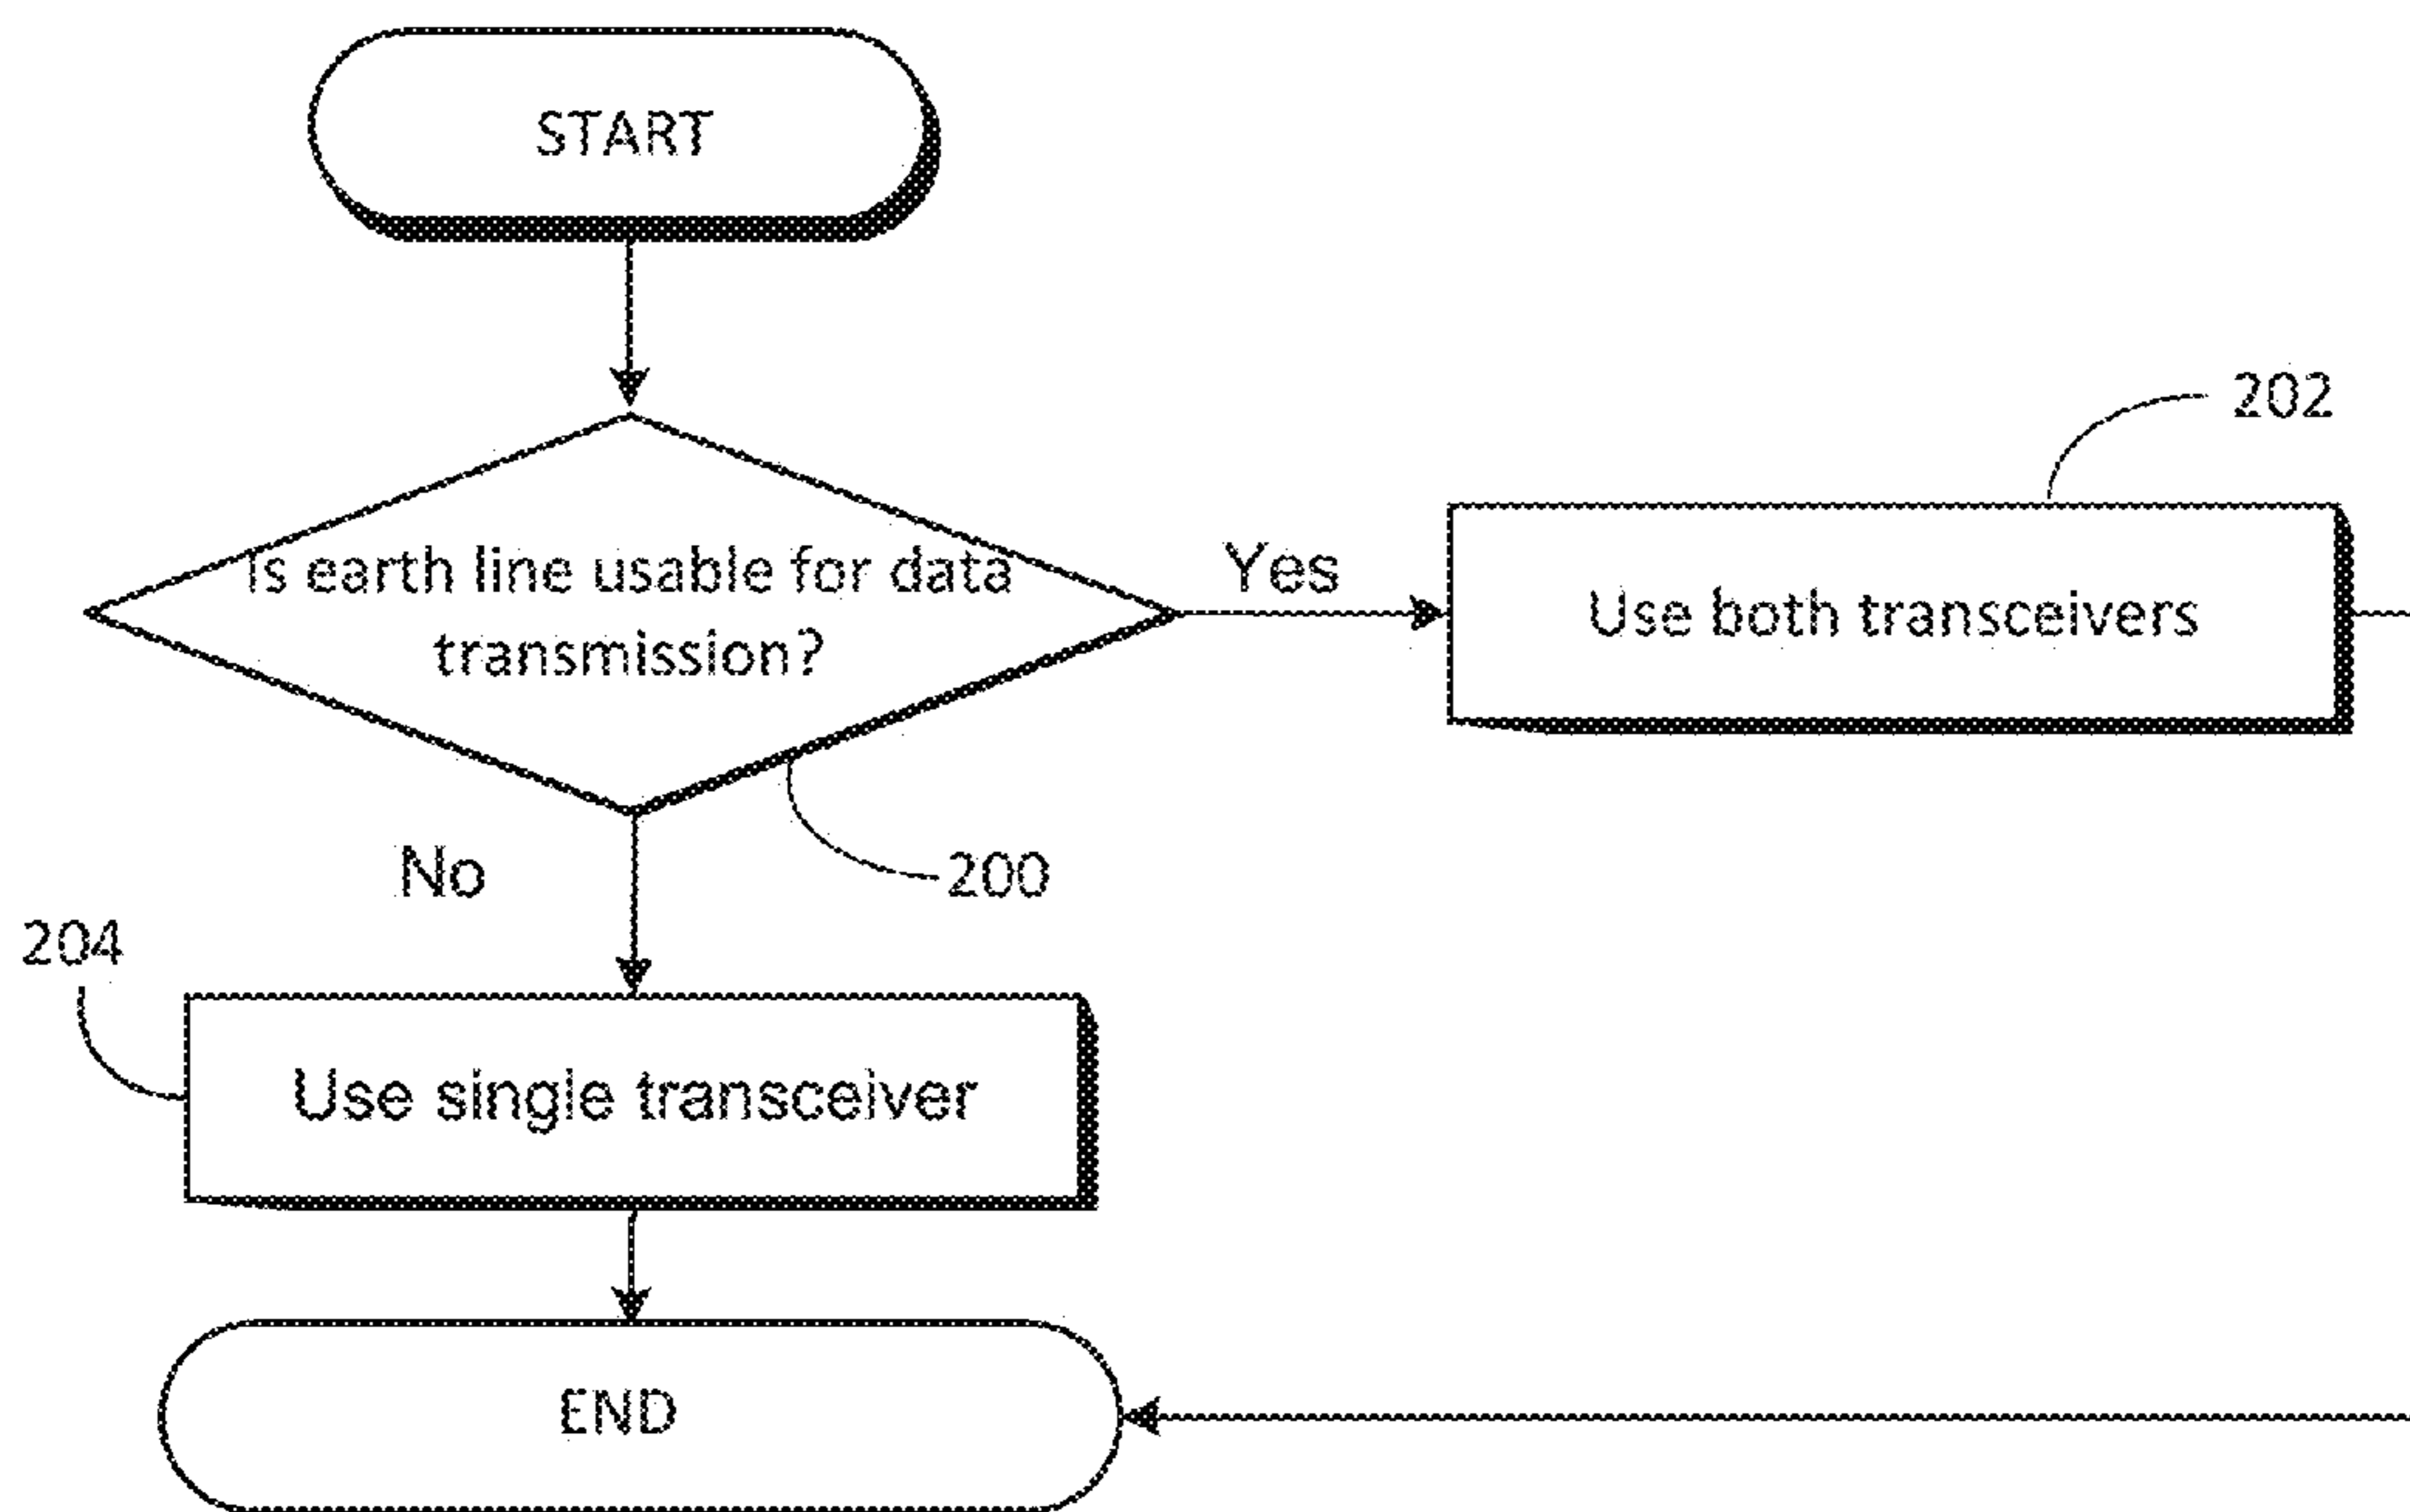 START
Is earth line usable for data
transmission?
Yes
202
Use both transceivers
No
200
204
Use single transceiver
END